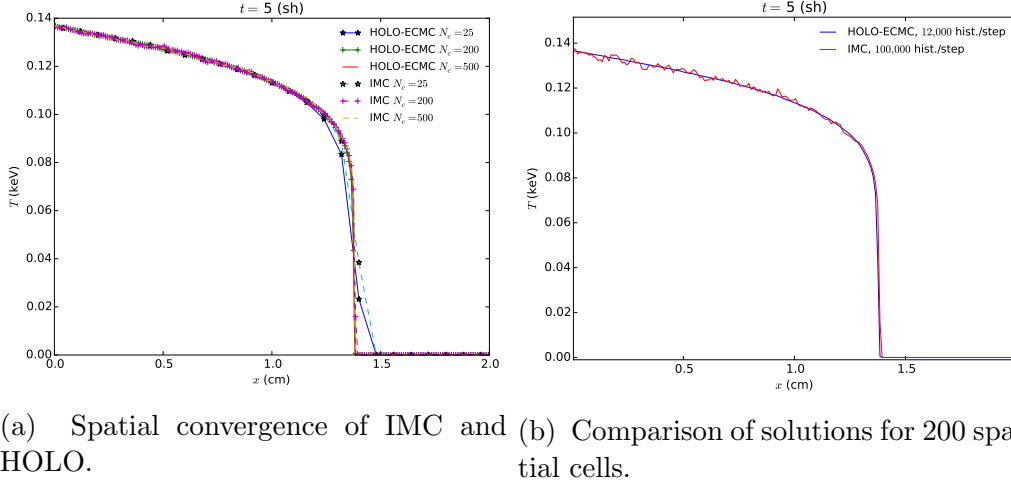 t = 5 (sh)
0.14
0.12
0.10
0.08
0.06
0.04
0.02
0.00
T (keV)
0.0 0.5 1.0 1.5 2.0
x (cm)
HOLO-ECMC N_c = 25
HOLO-ECMC N_c = 200
HOLO-ECMC N_c = 500
IMC N_c = 25
IMC N_c = 200
IMC N_c = 500
(a) Spatial convergence of IMC and
HOLO.
t = 5 (sh)
0.14
0.12
0.10
0.08
0.06
0.04
0.02
0.00
T (keV)
0.5 1.0 1.5
x (cm)
HOLO-ECMC, 12,000 hist./step
IMC, 100,000 hist./step
(b) Comparison of solutions for 200 spa
tial cells.